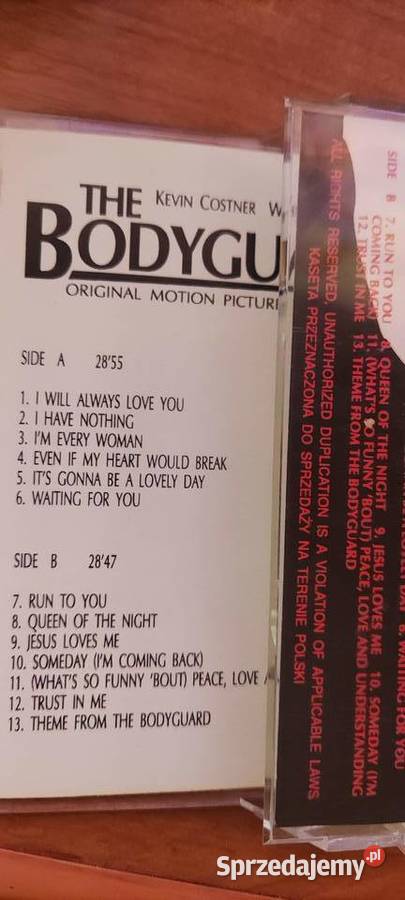 THE KEVIN COSTNER
BODYGU
ORIGINAL MOTION PICTURE
SIDE A 28'55
1. I WILL ALWAYS LOVE YOU
2. I HAVE NOTHING
3. I'M EVERY WOMAN
4. EVEN IF MY HEART WOULD BREAK
5. IT'S GONNA BE A LOVELY DAY
6. WAITING FOR YOU
SIDE B 28'47
7. RUN TO YOU
8. QUEEN OF THE NIGHT
9. JESUS LOVES ME
10. SOMEDAY (I'M COMING BACK)
11. (WHAT'S SO FUNNY 'BOUT) PEACE, LOVE
12. TRUST IN ME
13. THEME FROM THE BODYGUARD
DAY 6. WAITING FOR YOU
SIDE B 7. RUN TO YOU 8. QUEEN OF THE NIGHT 9. JESUS LOVES ME 10. SOMEDAY (I'M
COMING BACK) 11. (WHAT'S SO FUNNY 'BOUT) PEACE, LOVE AND UNDERSTANDING
12. TRUST IN ME 13. THEME FROM THE BODYGUARD
ALL RIGHTS RESERVED, UNAUTHORIZED DUPLICATION IS A VIOLATION OF APPLICABLE LAWS
KASETA PRZEZNACZONA DO SPRZEDAŻY NA TERENIE POLSKI
Sprzedajemy.pl